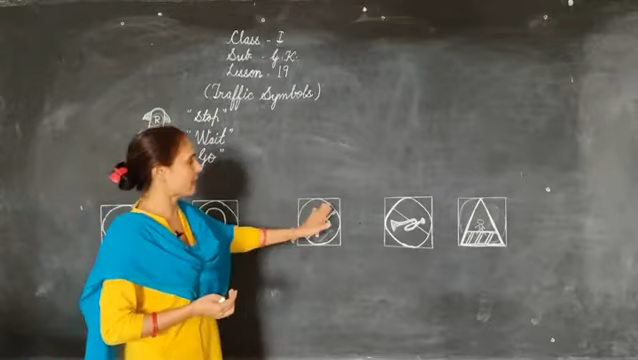 Class - I
Sub - G.K.
Lesson - 19
(Traffic Symbols)
R "Stop"
"Wait"
Go"